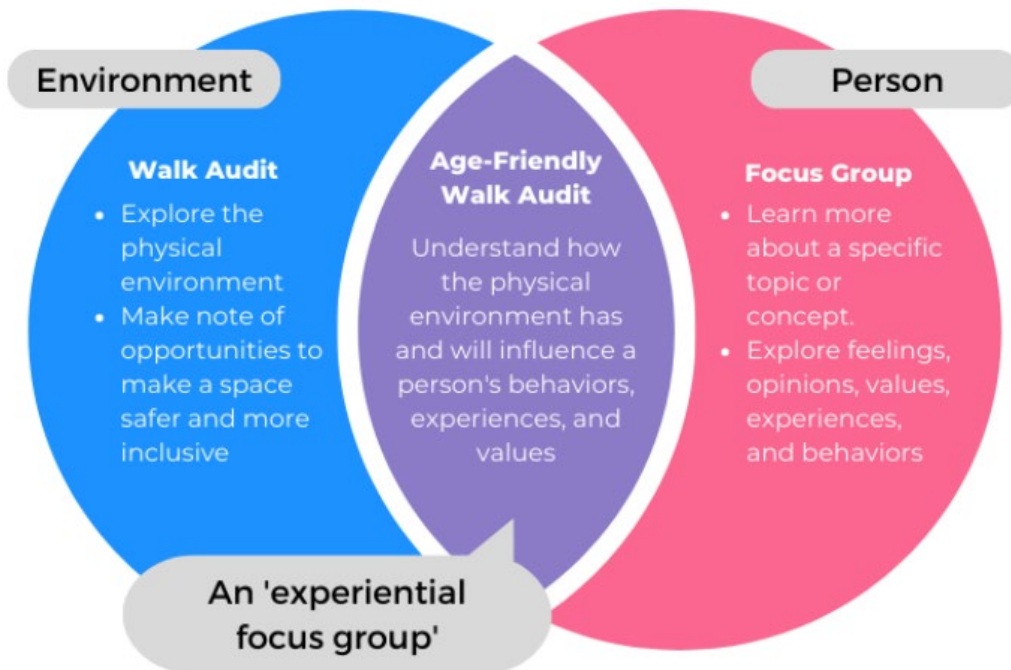 Environment
Person
Walk Audit
• Explore the
physical
environment
• Make note of
opportunities to
make a space
safer and more
inclusive
Age-Friendly
Walk Audit
Understand how
the physical
environment has
and will influence a
person's behaviors,
experiences, and
values
Focus Group
• Learn more
about a specific
topic or
concept.
• Explore feelings,
opinions, values,
experiences,
and behaviors
An 'experiential
focus group'